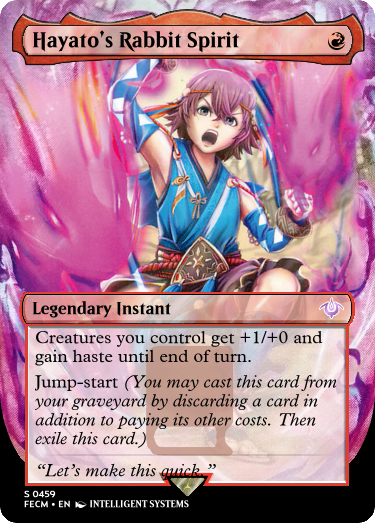 Hayato's Rabbit Spirit
Legendary Instant
Creatures you control get +1/+0 and
gain haste until end of turn.
Jump-start (You may cast this card from
your graveyard by discarding a card in
addition to paying its other costs. Then
exile this card.)
“Let's make this quick.”
S 0459
FECM • EN INTELLIGENT SYSTEMS